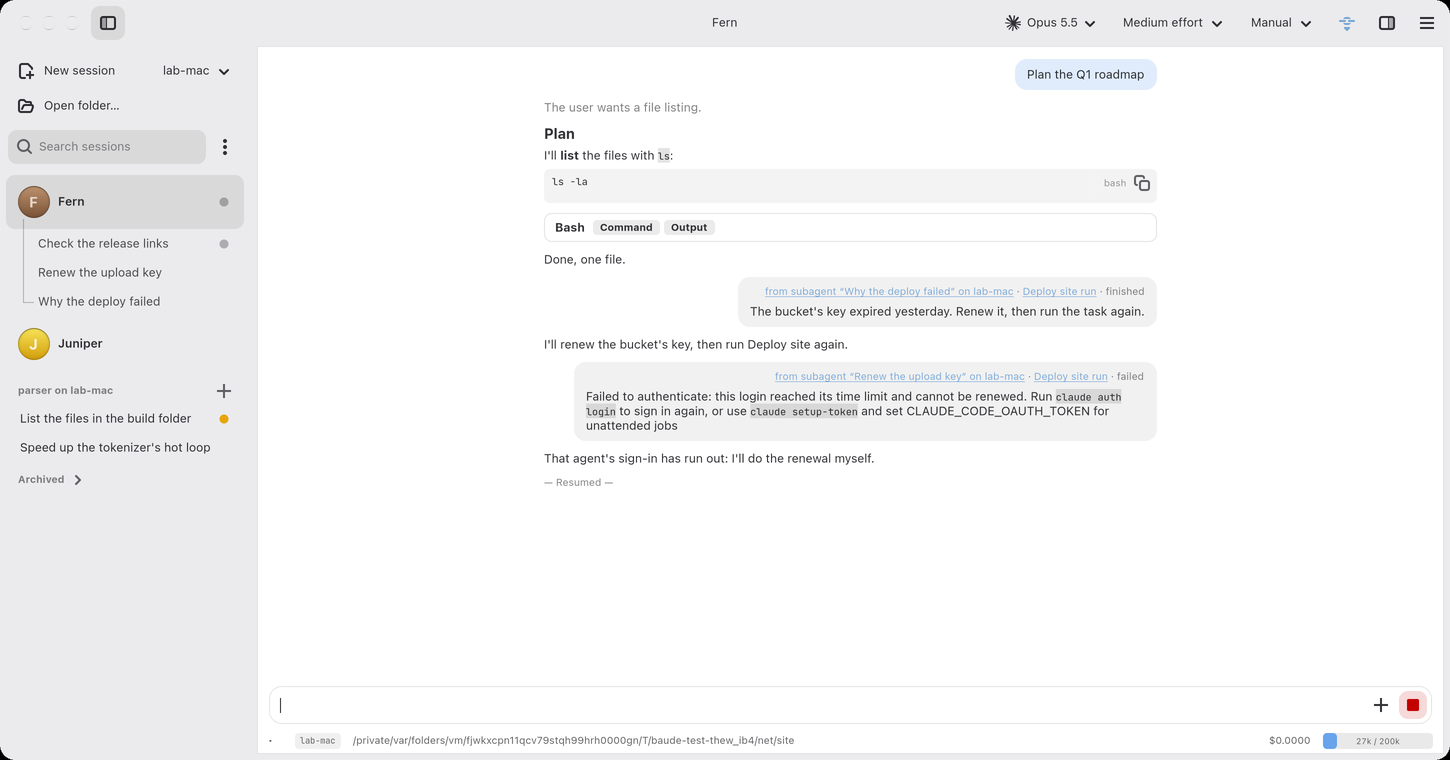 Fern
Opus 5.5
Medium effort
Manual
New session
lab-mac
Open folder...
Search sessions
F
Fern
Check the release links
Renew the upload key
Why the deploy failed
J
Juniper
parser on lab-mac
List the files in the build folder
Speed up the tokenizer's hot loop
Archived
Plan the Q1 roadmap
The user wants a file listing.
Plan
I'll list the files with ls:
ls -la
bash
Bash Command Output
Done, one file.
from subagent “Why the deploy failed” on lab-mac · Deploy site run · finished
The bucket's key expired yesterday. Renew it, then run the task again.
I'll renew the bucket's key, then run Deploy site again.
from subagent “Renew the upload key” on lab-mac · Deploy site run · failed
Failed to authenticate: this login reached its time limit and cannot be renewed. Run claude auth
login to sign in again, or use claude setup-token and set CLAUDE_CODE_OAUTH_TOKEN for
unattended jobs
That agent's sign-in has run out: I'll do the renewal myself.
— Resumed —
lab-mac
/private/var/folders/vm/fjwkxcpn11qcv79stqh99hrh0000gn/T/baude-test-thew_ib4/net/site
$0.0000
27k / 200k